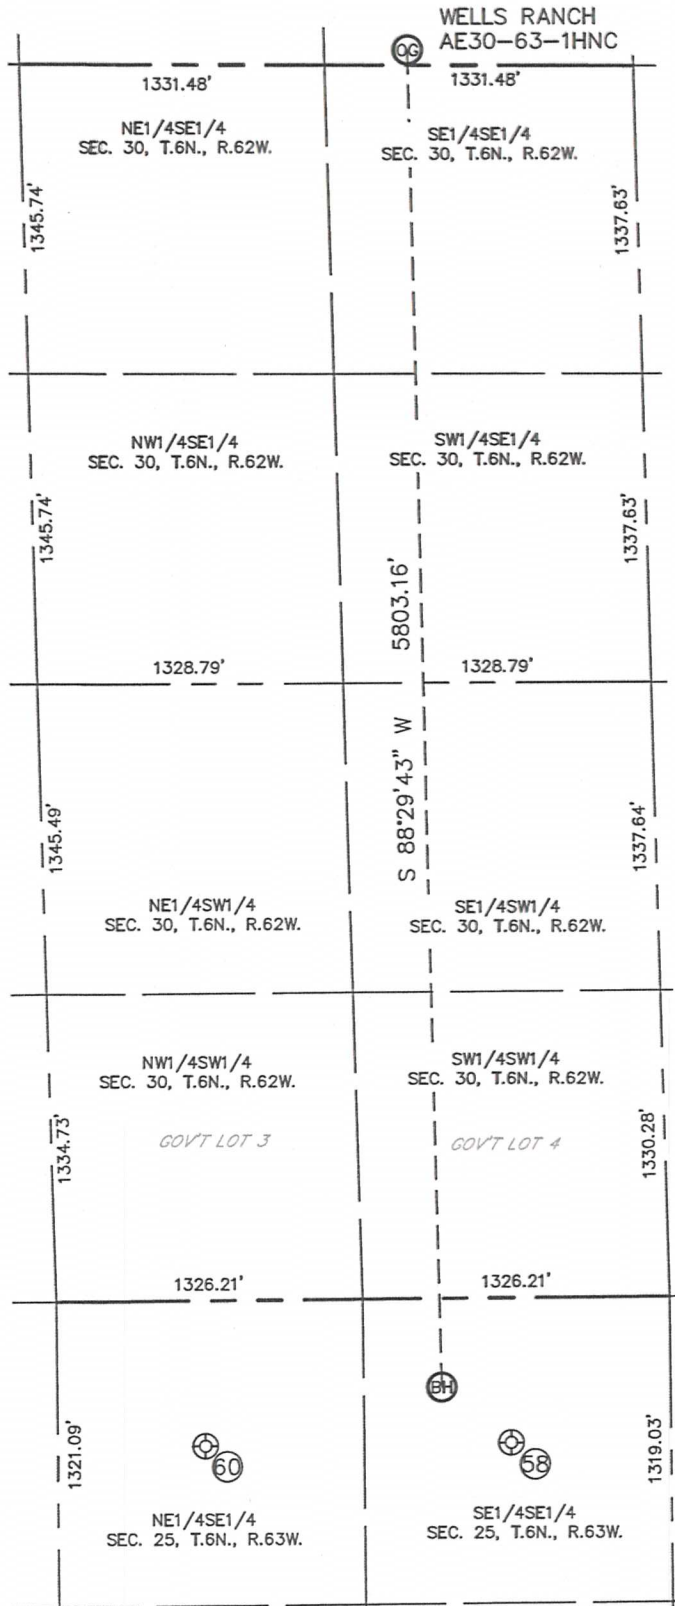 WELLS RANCH
AE30-63-1HNC
OG
1331.48'
1331.48'
NE1/4SE1/4
SEC. 30, T.6N., R.62W.
SE1/4SE1/4
SEC. 30, T.6N., R.62W.
1345.74'
1337.63'
NW1/4SE1/4
SEC. 30, T.6N., R.62W.
SW1/4SE1/4
SEC. 30, T.6N., R.62W.
1345.74'
1337.63'
S 88°29'43" W 5803.16'
1328.79'
1328.79'
1345.49'
1337.64'
NE1/4SW1/4
SEC. 30, T.6N., R.62W.
SE1/4SW1/4
SEC. 30, T.6N., R.62W.
NW1/4SW1/4
SEC. 30, T.6N., R.62W.
SW1/4SW1/4
SEC. 30, T.6N., R.62W.
1334.73'
GOV'T LOT 3
GOV'T LOT 4
1330.28'
1326.21'
1326.21'
BH
1321.09'
60
58
1319.03'
NE1/4SE1/4
SEC. 25, T.6N., R.63W.
SE1/4SE1/4
SEC. 25, T.6N., R.63W.